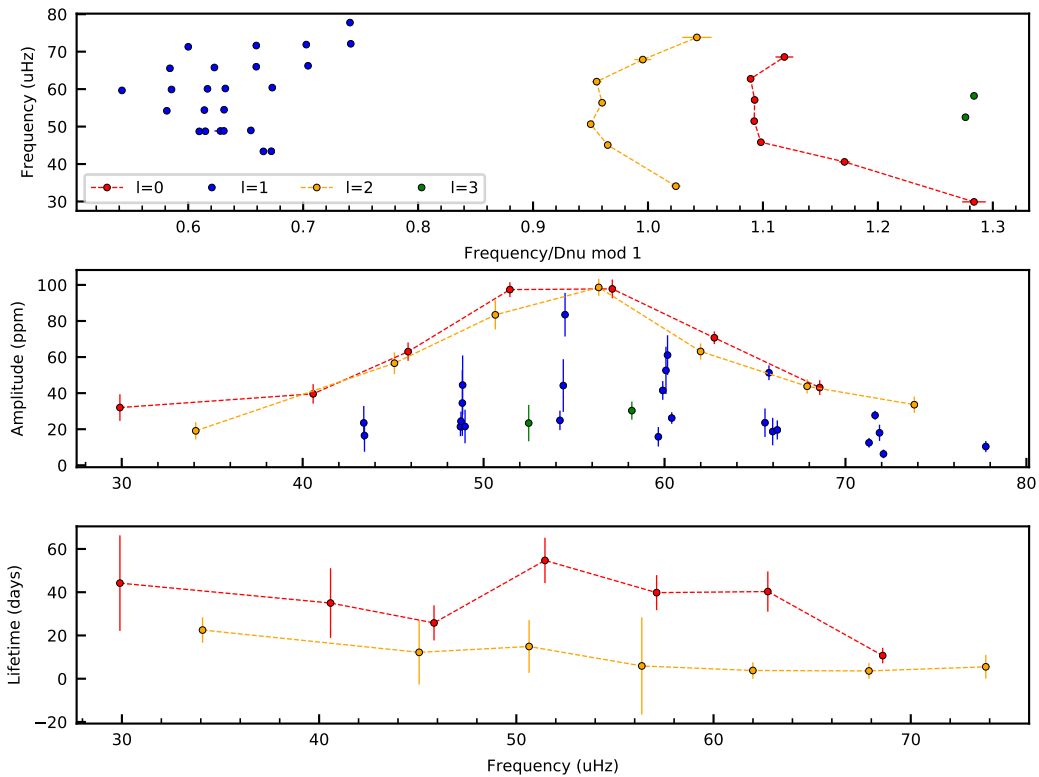 80
70
60
50
40
30
Frequency (uHz)
l=0 l=1 l=2 l=3
0.6 0.7 0.8 0.9 1.0 1.1 1.2 1.3
Frequency/Dnu mod 1
100
80
60
40
20
0
Amplitude (ppm)
30 40 50 60 70 80
60
40
20
0
−20
Lifetime (days)
30 40 50 60 70
Frequency (uHz)